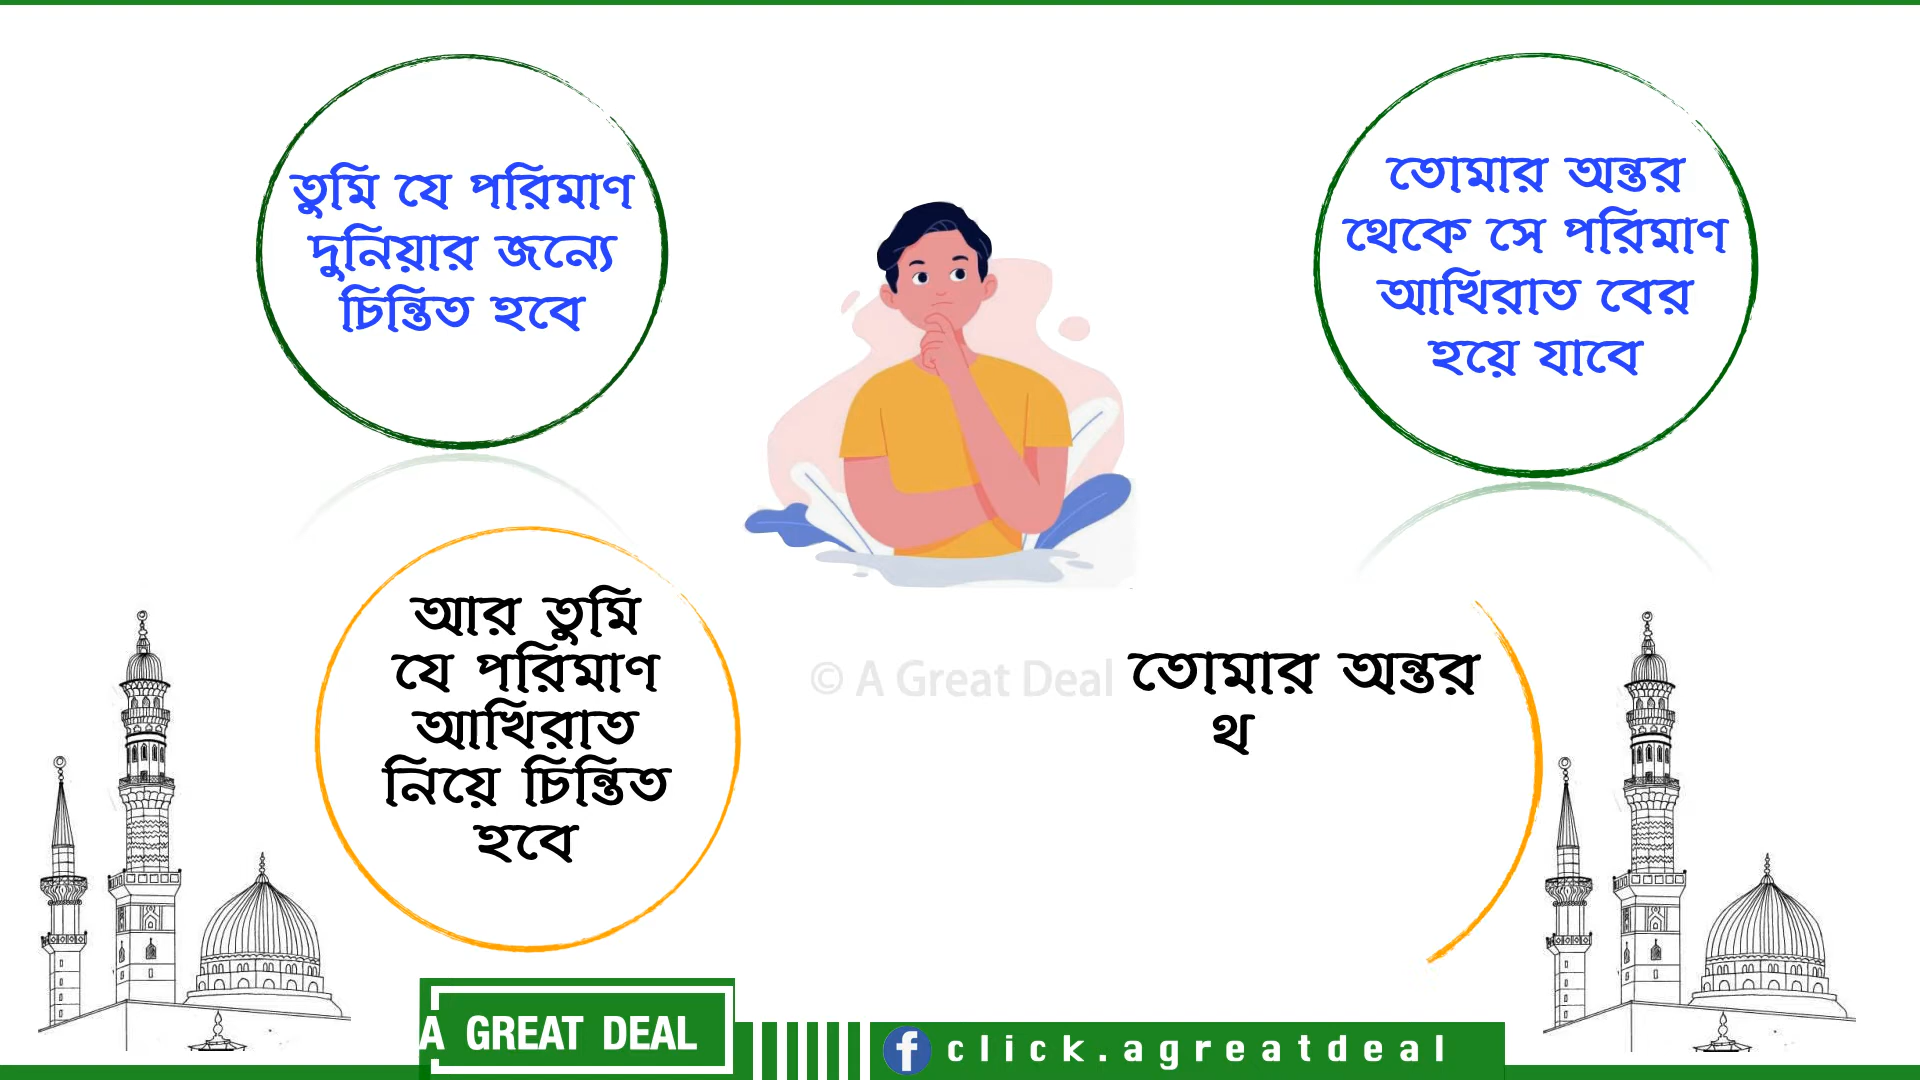 তুমি যে পরিমাণ
দুনিয়ার জন্যে
চিন্তিত হবে
তোমার অন্তর
থেকে সে পরিমাণ
আখিরাত বের
হয়ে যাবে
আর তুমি
যে পরিমাণ
আখিরাত
নিয়ে চিন্তিত
হবে
© A Great Deal
তোমার অন্তর
থ
A GREAT DEAL
click.agreatdeal